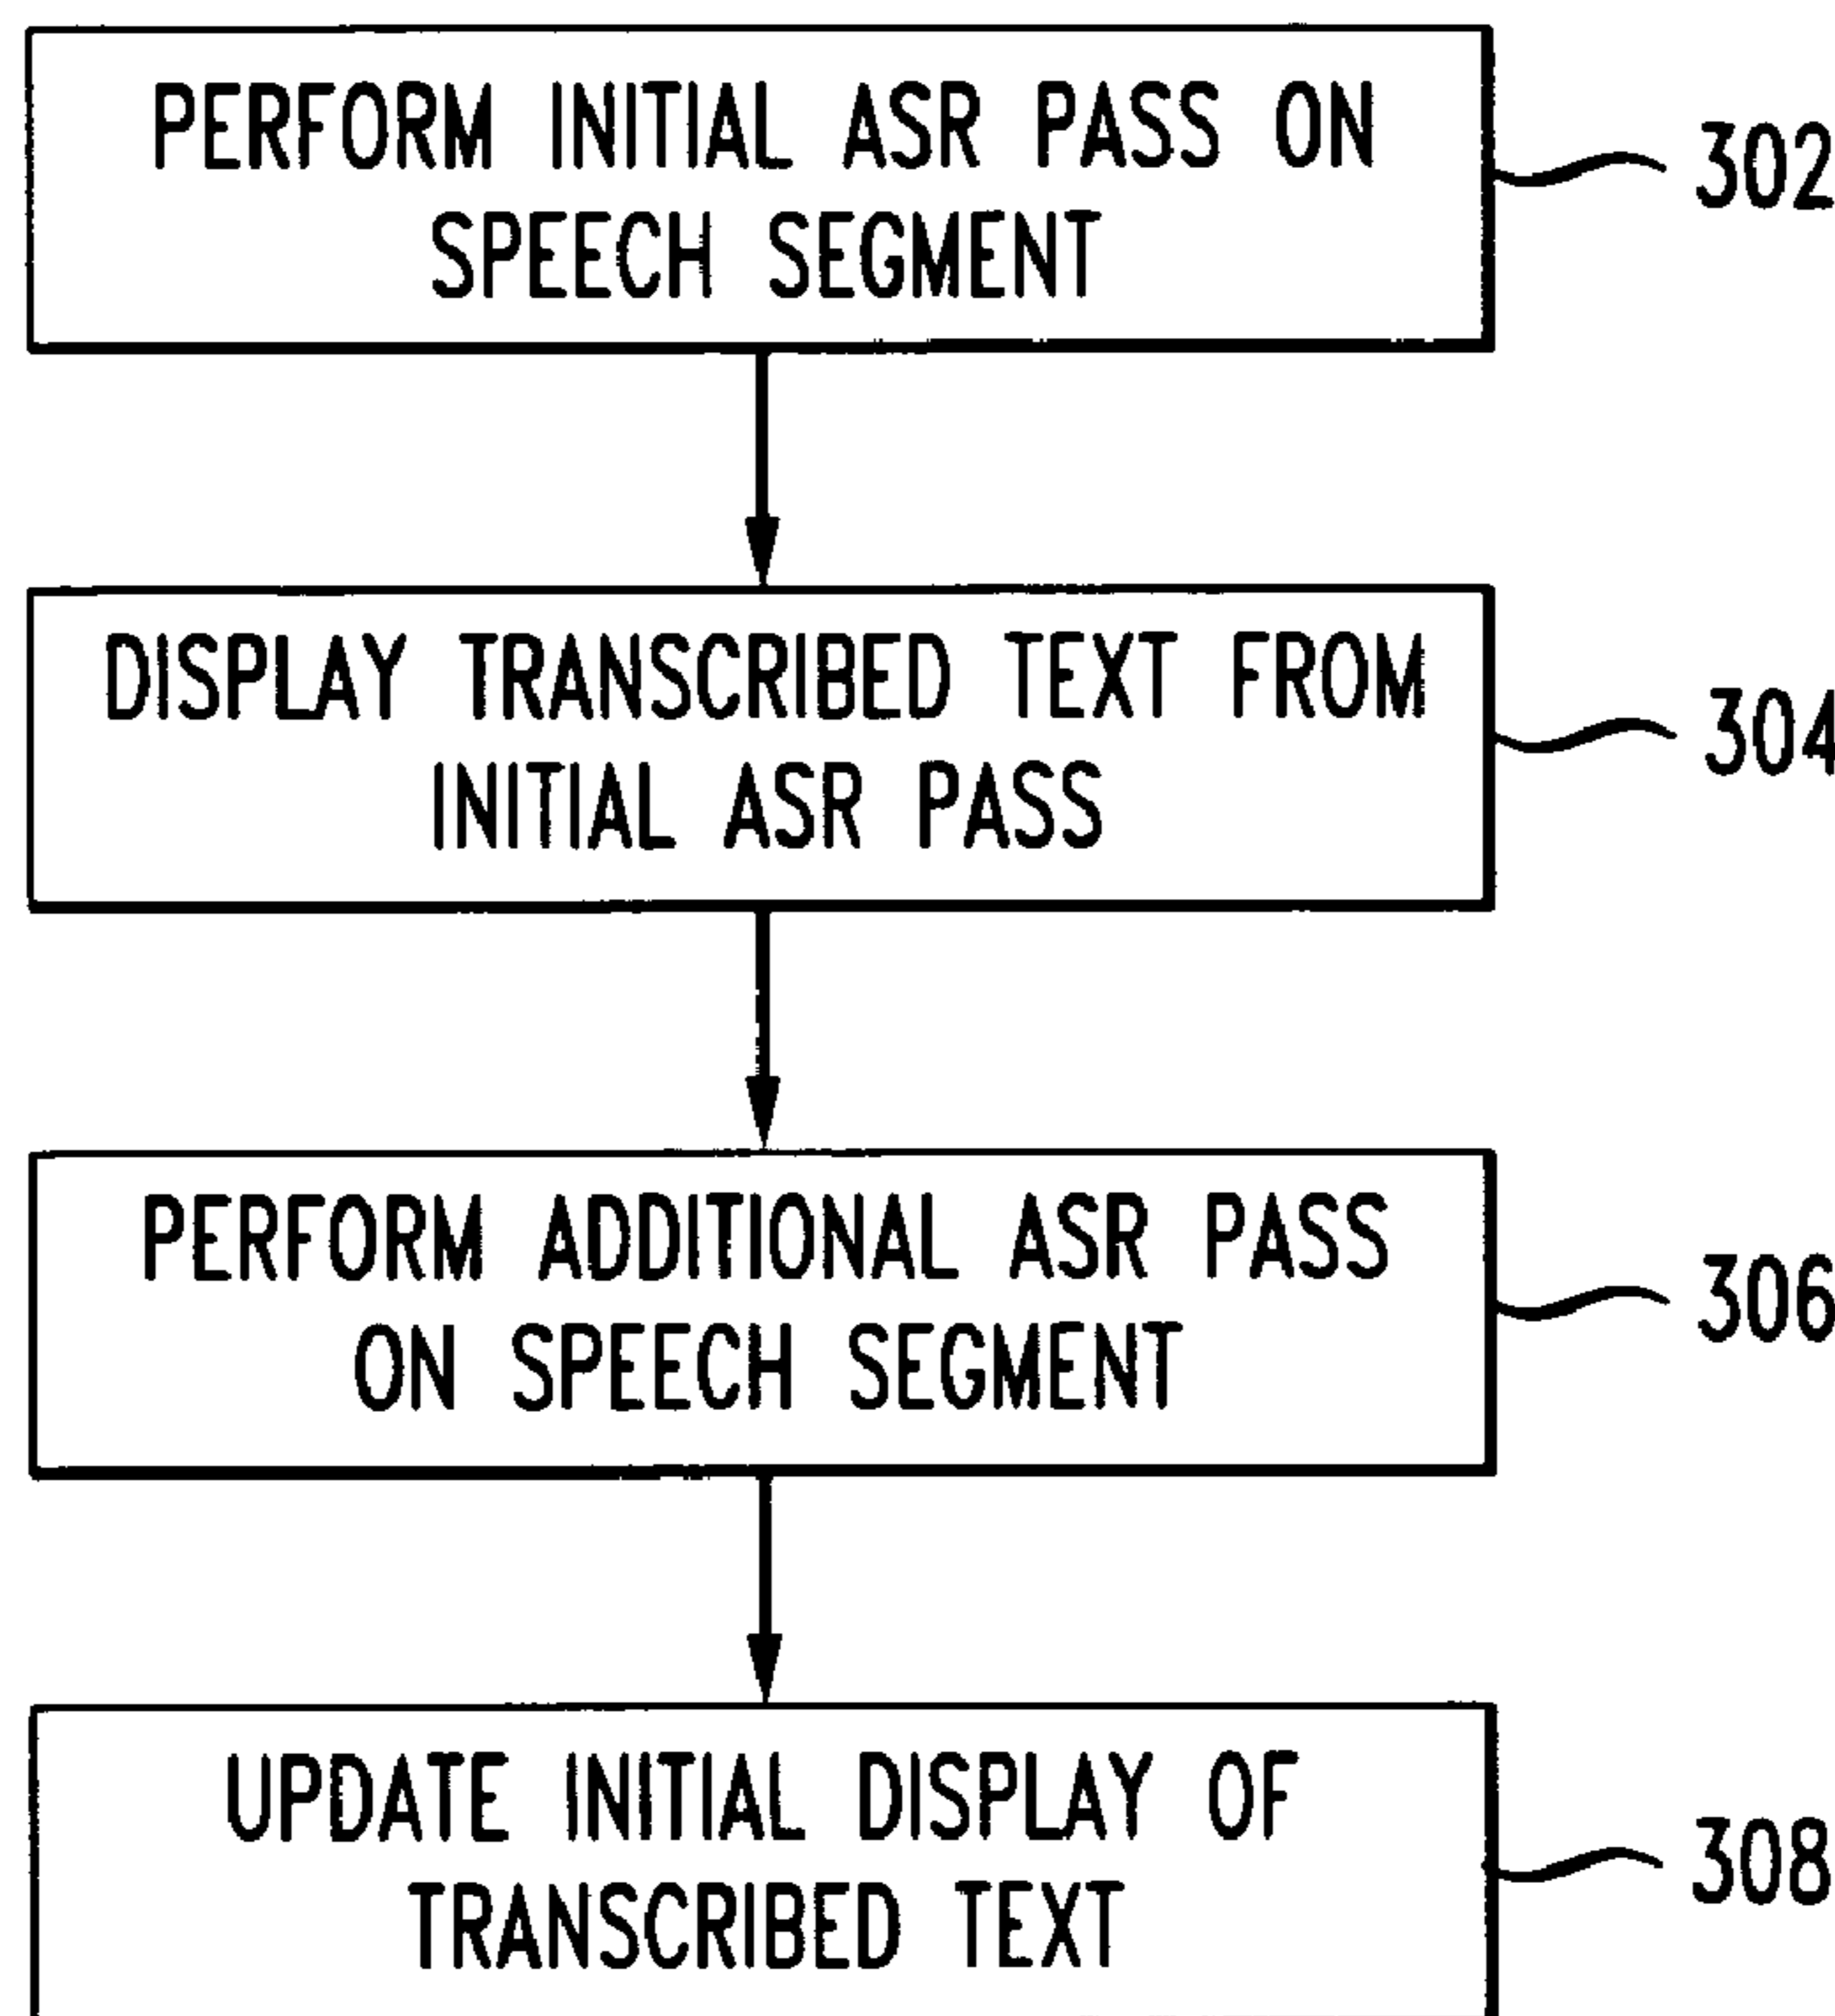 PERFORM INITIAL ASR PASS ON
SPEECH SEGMENT
302
DISPLAY TRANSCRIBED TEXT FROM
INITIAL ASR PASS
304
PERFORM ADDITIONAL ASR PASS
ON SPEECH SEGMENT
306
UPDATE INITIAL DISPLAY OF
TRANSCRIBED TEXT
308